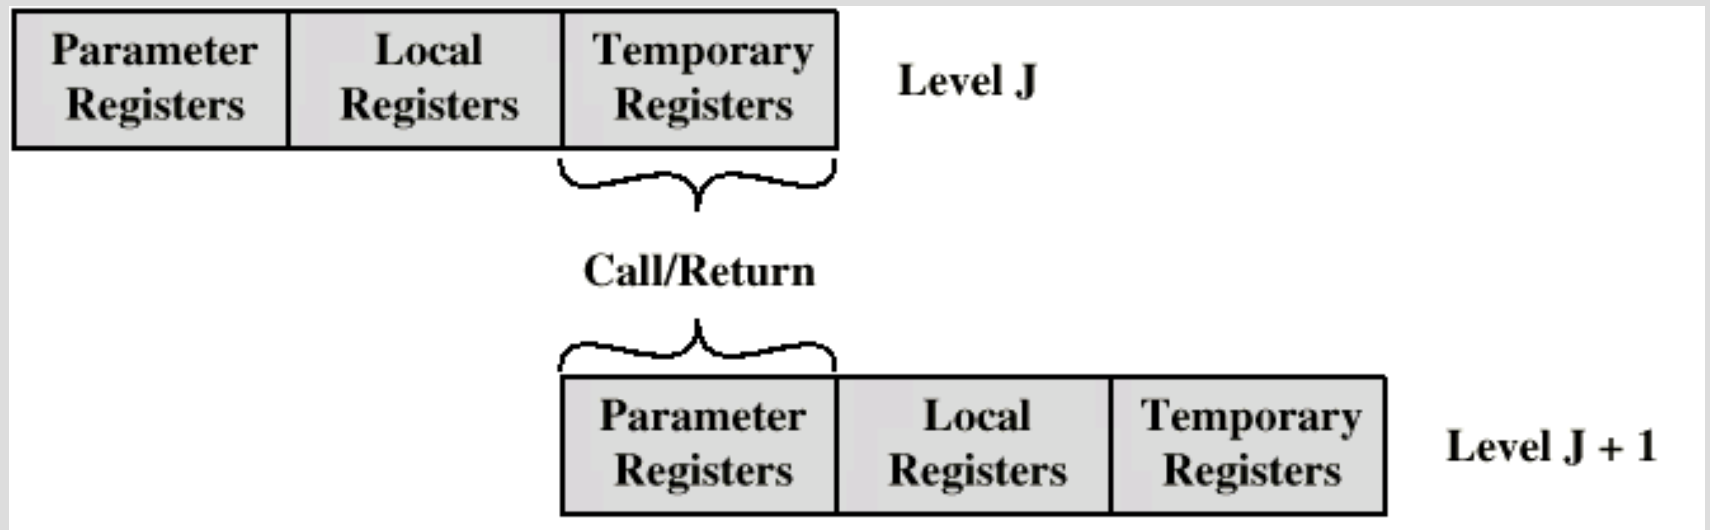 Parameter Registers
Local Registers
Temporary Registers
Level J
Call/Return
Parameter Registers
Local Registers
Temporary Registers
Level J + 1